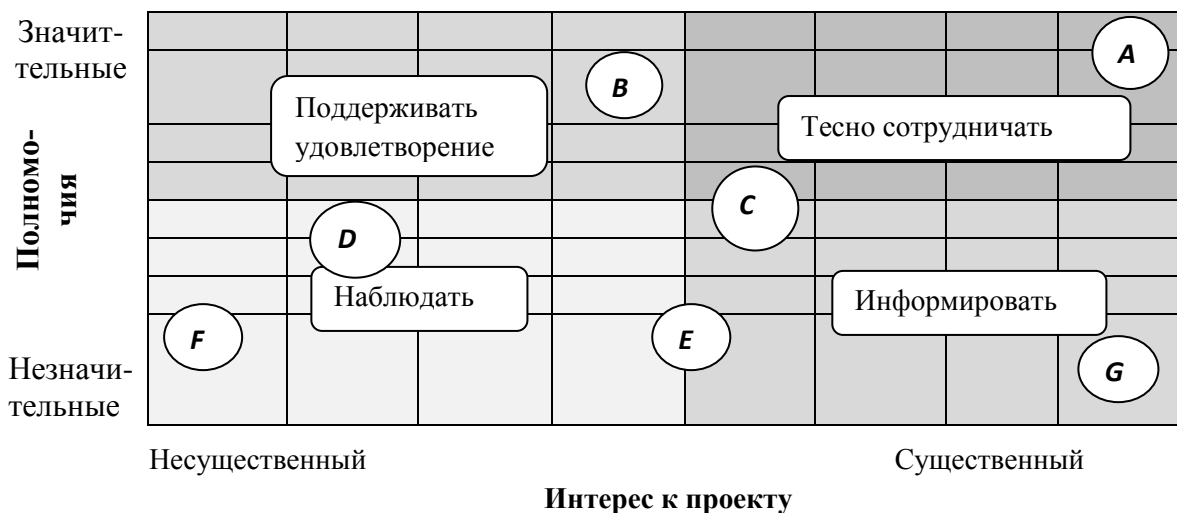 Значит-
тельные
A
B
Поддерживать
удовлетворение
Тесно сотрудничать
Полномо-
чия
C
D
Наблюдать
Информировать
F
E
G
Незначи-
тельные
Несущественный
Существенный
Интерес к проекту